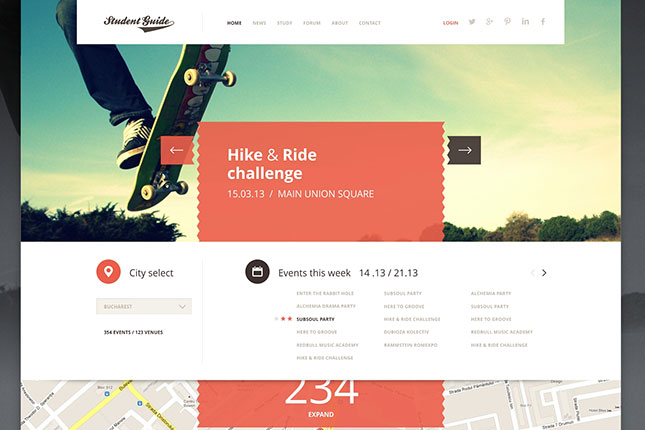 Student Guide
HOME NEWS STUDY FORUM ABOUT CONTACT LOGIN
Hike & Ride
challenge
15.03.13 / MAIN UNION SQUARE
City select
BUCHAREST
354 EVENTS / 123 VENUES
Events this week 14 .13 / 21.13
ENTER THE RABBIT HOLE SUBSOUL PARTY ALCHEMIA PARTY
ALCHEMIA DRAMA PARTY HERE TO GROOVE SUBSOUL PARTY
SUBSOUL PARTY HIKE & RIDE CHALLENGE HERE TO GROOVE
HERE TO GROOVE DUBIOZA KOLECTIV REDBULL MUSIC ACADEMY
REDBULL MUSIC ACADEMY RAMMSTEIN ROMEXPO HIKE & RIDE CHALLENGE
HIKE & RIDE CHALLENGE
234
EXPAND